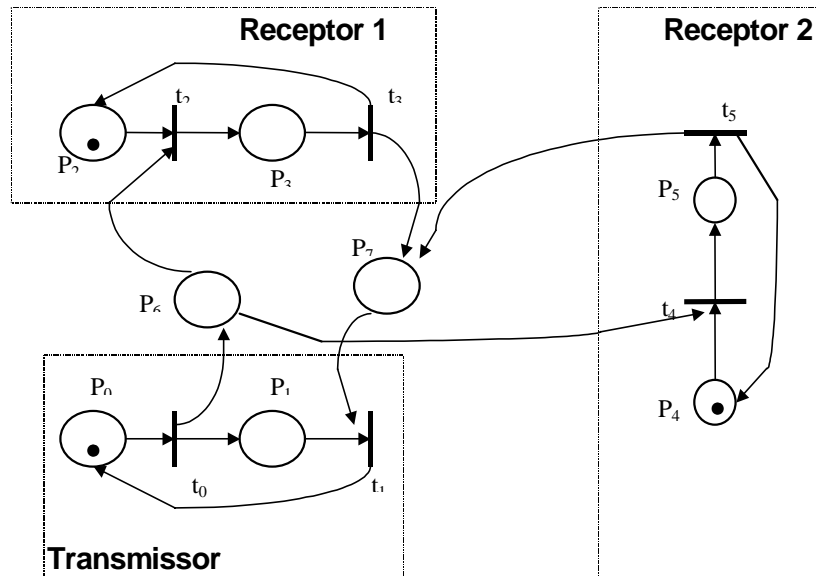 Receptor 1
Receptor 2
t₂
t₃
t₅
P₂
P₃
P₅
P₇
P₆
t₄
P₀
P₁
P₄
t₀
t₁
Transmissor